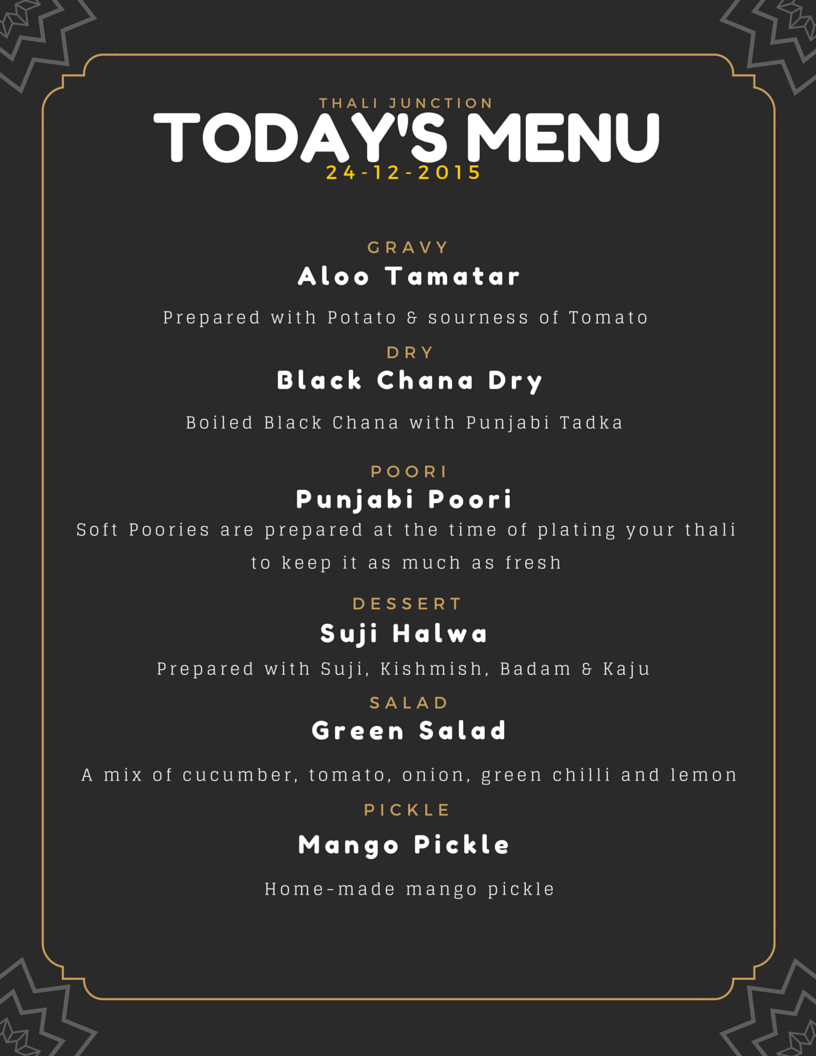 THALI JUNCTION
TODAY'S MENU
24-12-2015
GRAVY
Aloo Tamatar
Prepared with Potato & sourness of Tomato
DRY
Black Chana Dry
Boiled Black Chana with Punjabi Tadka
POORI
Punjabi Poori
Soft Poories are prepared at the time of plating your thali
to keep it as much as fresh
DESSERT
Suji Halwa
Prepared with Suji, Kishmish, Badam & Kaju
SALAD
Green Salad
A mix of cucumber, tomato, onion, green chilli and lemon
PICKLE
Mango Pickle
Home-made mango pickle